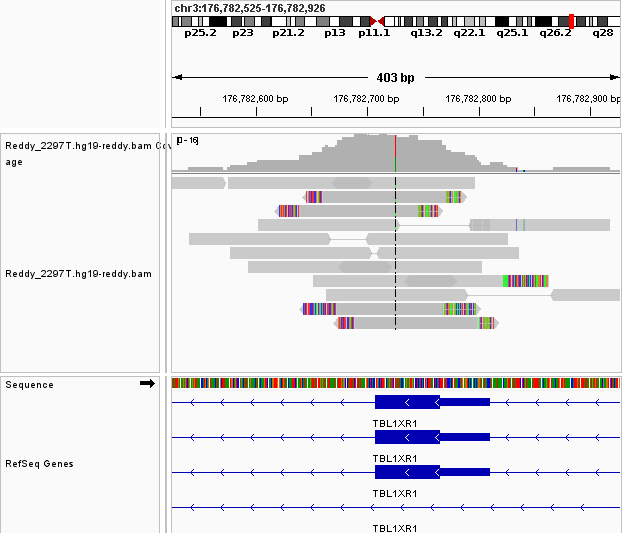 chr3:176,782,525-176,782,926
p25.2 p23 p21.2 p13 p11.1 q13.2 q22.1 q25.1 q26.2 q28
403 bp
176,782,600 bp 176,782,700 bp 176,782,800 bp 176,782,900 bp
Reddy_2297T.hg19-reddy.bam Cov
age
[0 - 16]
Reddy_2297T.hg19-reddy.bam
Sequence
TBL1XR1
TBL1XR1
RefSeq Genes
TBL1XR1
TBL1XR1